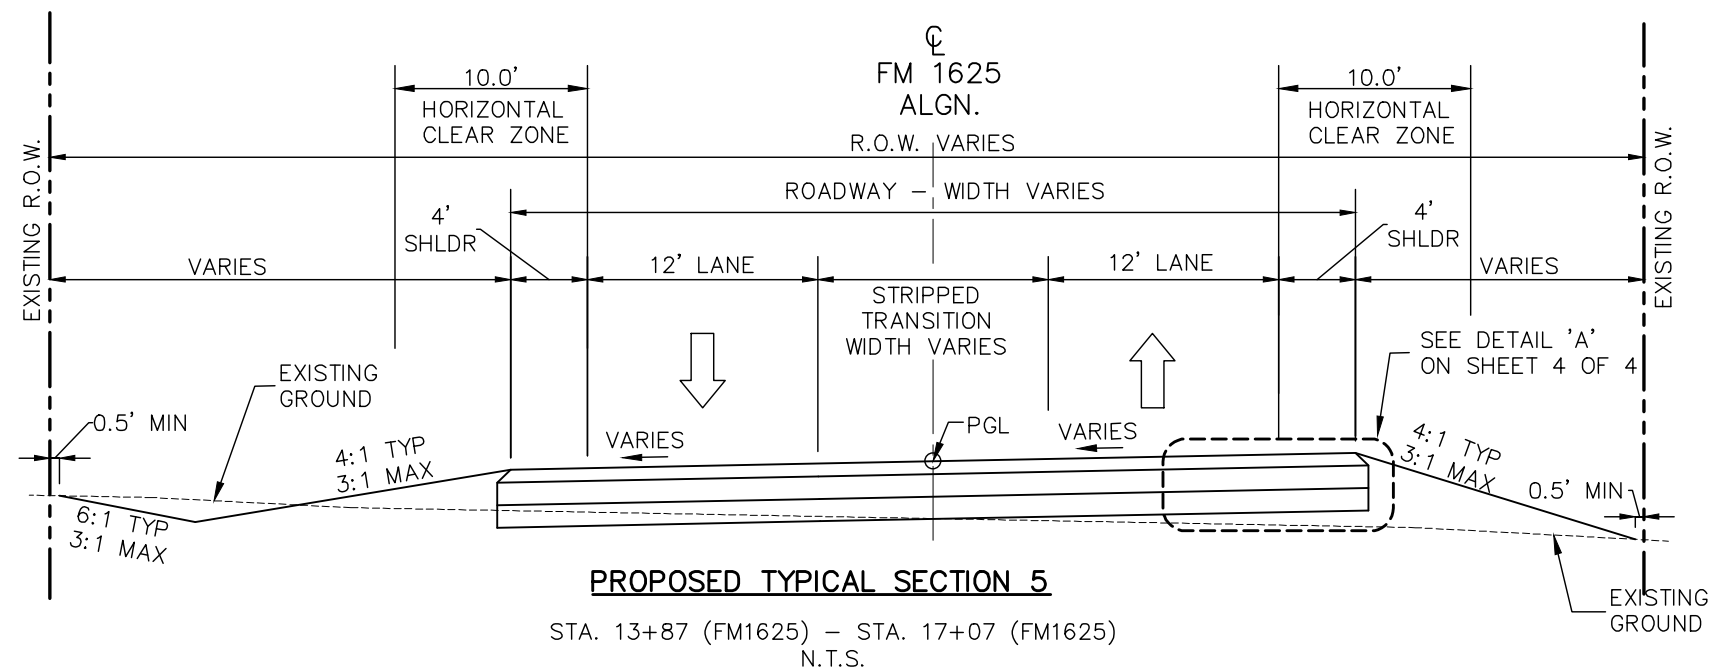 ℄
FM 1625
ALGN.
10.0'
HORIZONTAL
CLEAR ZONE
10.0'
HORIZONTAL
CLEAR ZONE
R.O.W. VARIES
EXISTING R.O.W.
EXISTING R.O.W.
ROADWAY – WIDTH VARIES
4'
SHLDR
4'
SHLDR
VARIES
12' LANE
12' LANE
VARIES
STRIPPED
TRANSITION
WIDTH VARIES
SEE DETAIL 'A'
ON SHEET 4 OF 4
EXISTING
GROUND
0.5' MIN
4:1 TYP
3:1 MAX
VARIES
PGL
VARIES
4:1 TYP
3:1 MAX
0.5' MIN
6:1 TYP
3:1 MAX
EXISTING
GROUND
PROPOSED TYPICAL SECTION 5
STA. 13+87 (FM1625) – STA. 17+07 (FM1625)
N.T.S.